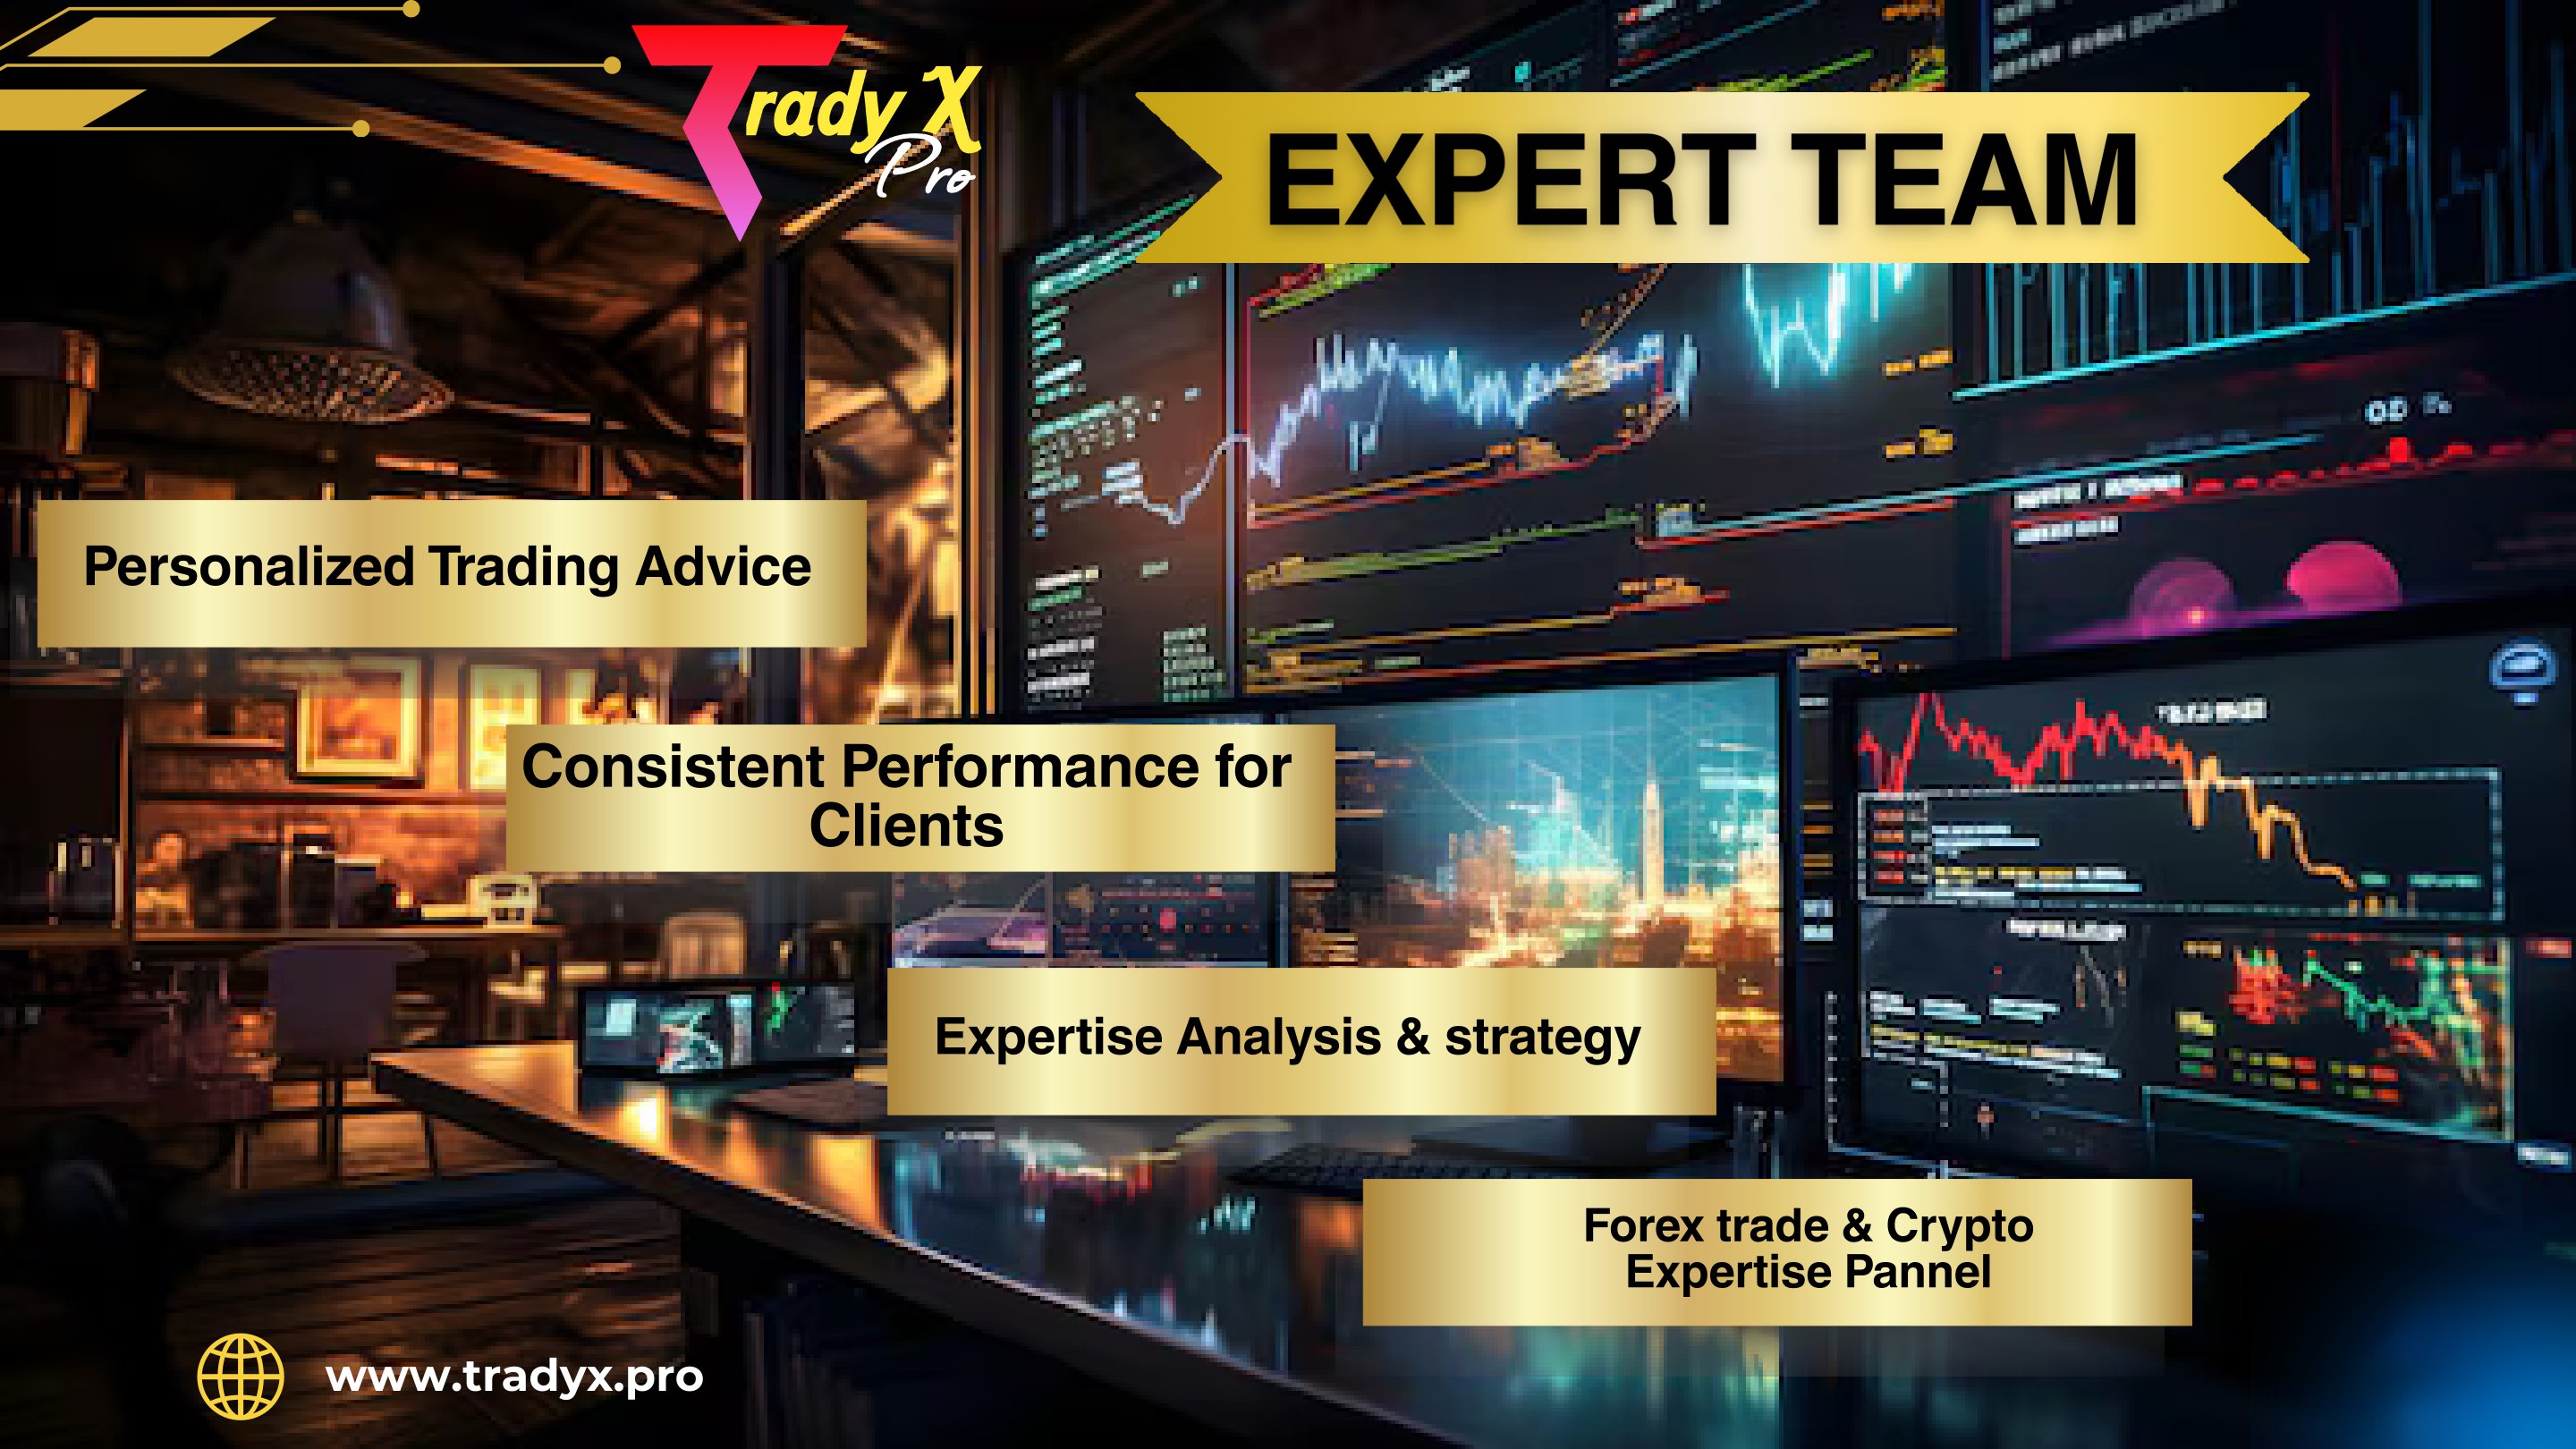 Trady X
Pro
EXPERT TEAM
Personalized Trading Advice
Consistent Performance for
Clients
Expertise Analysis & strategy
Forex trade & Crypto
Expertise Pannel
www.tradyx.pro